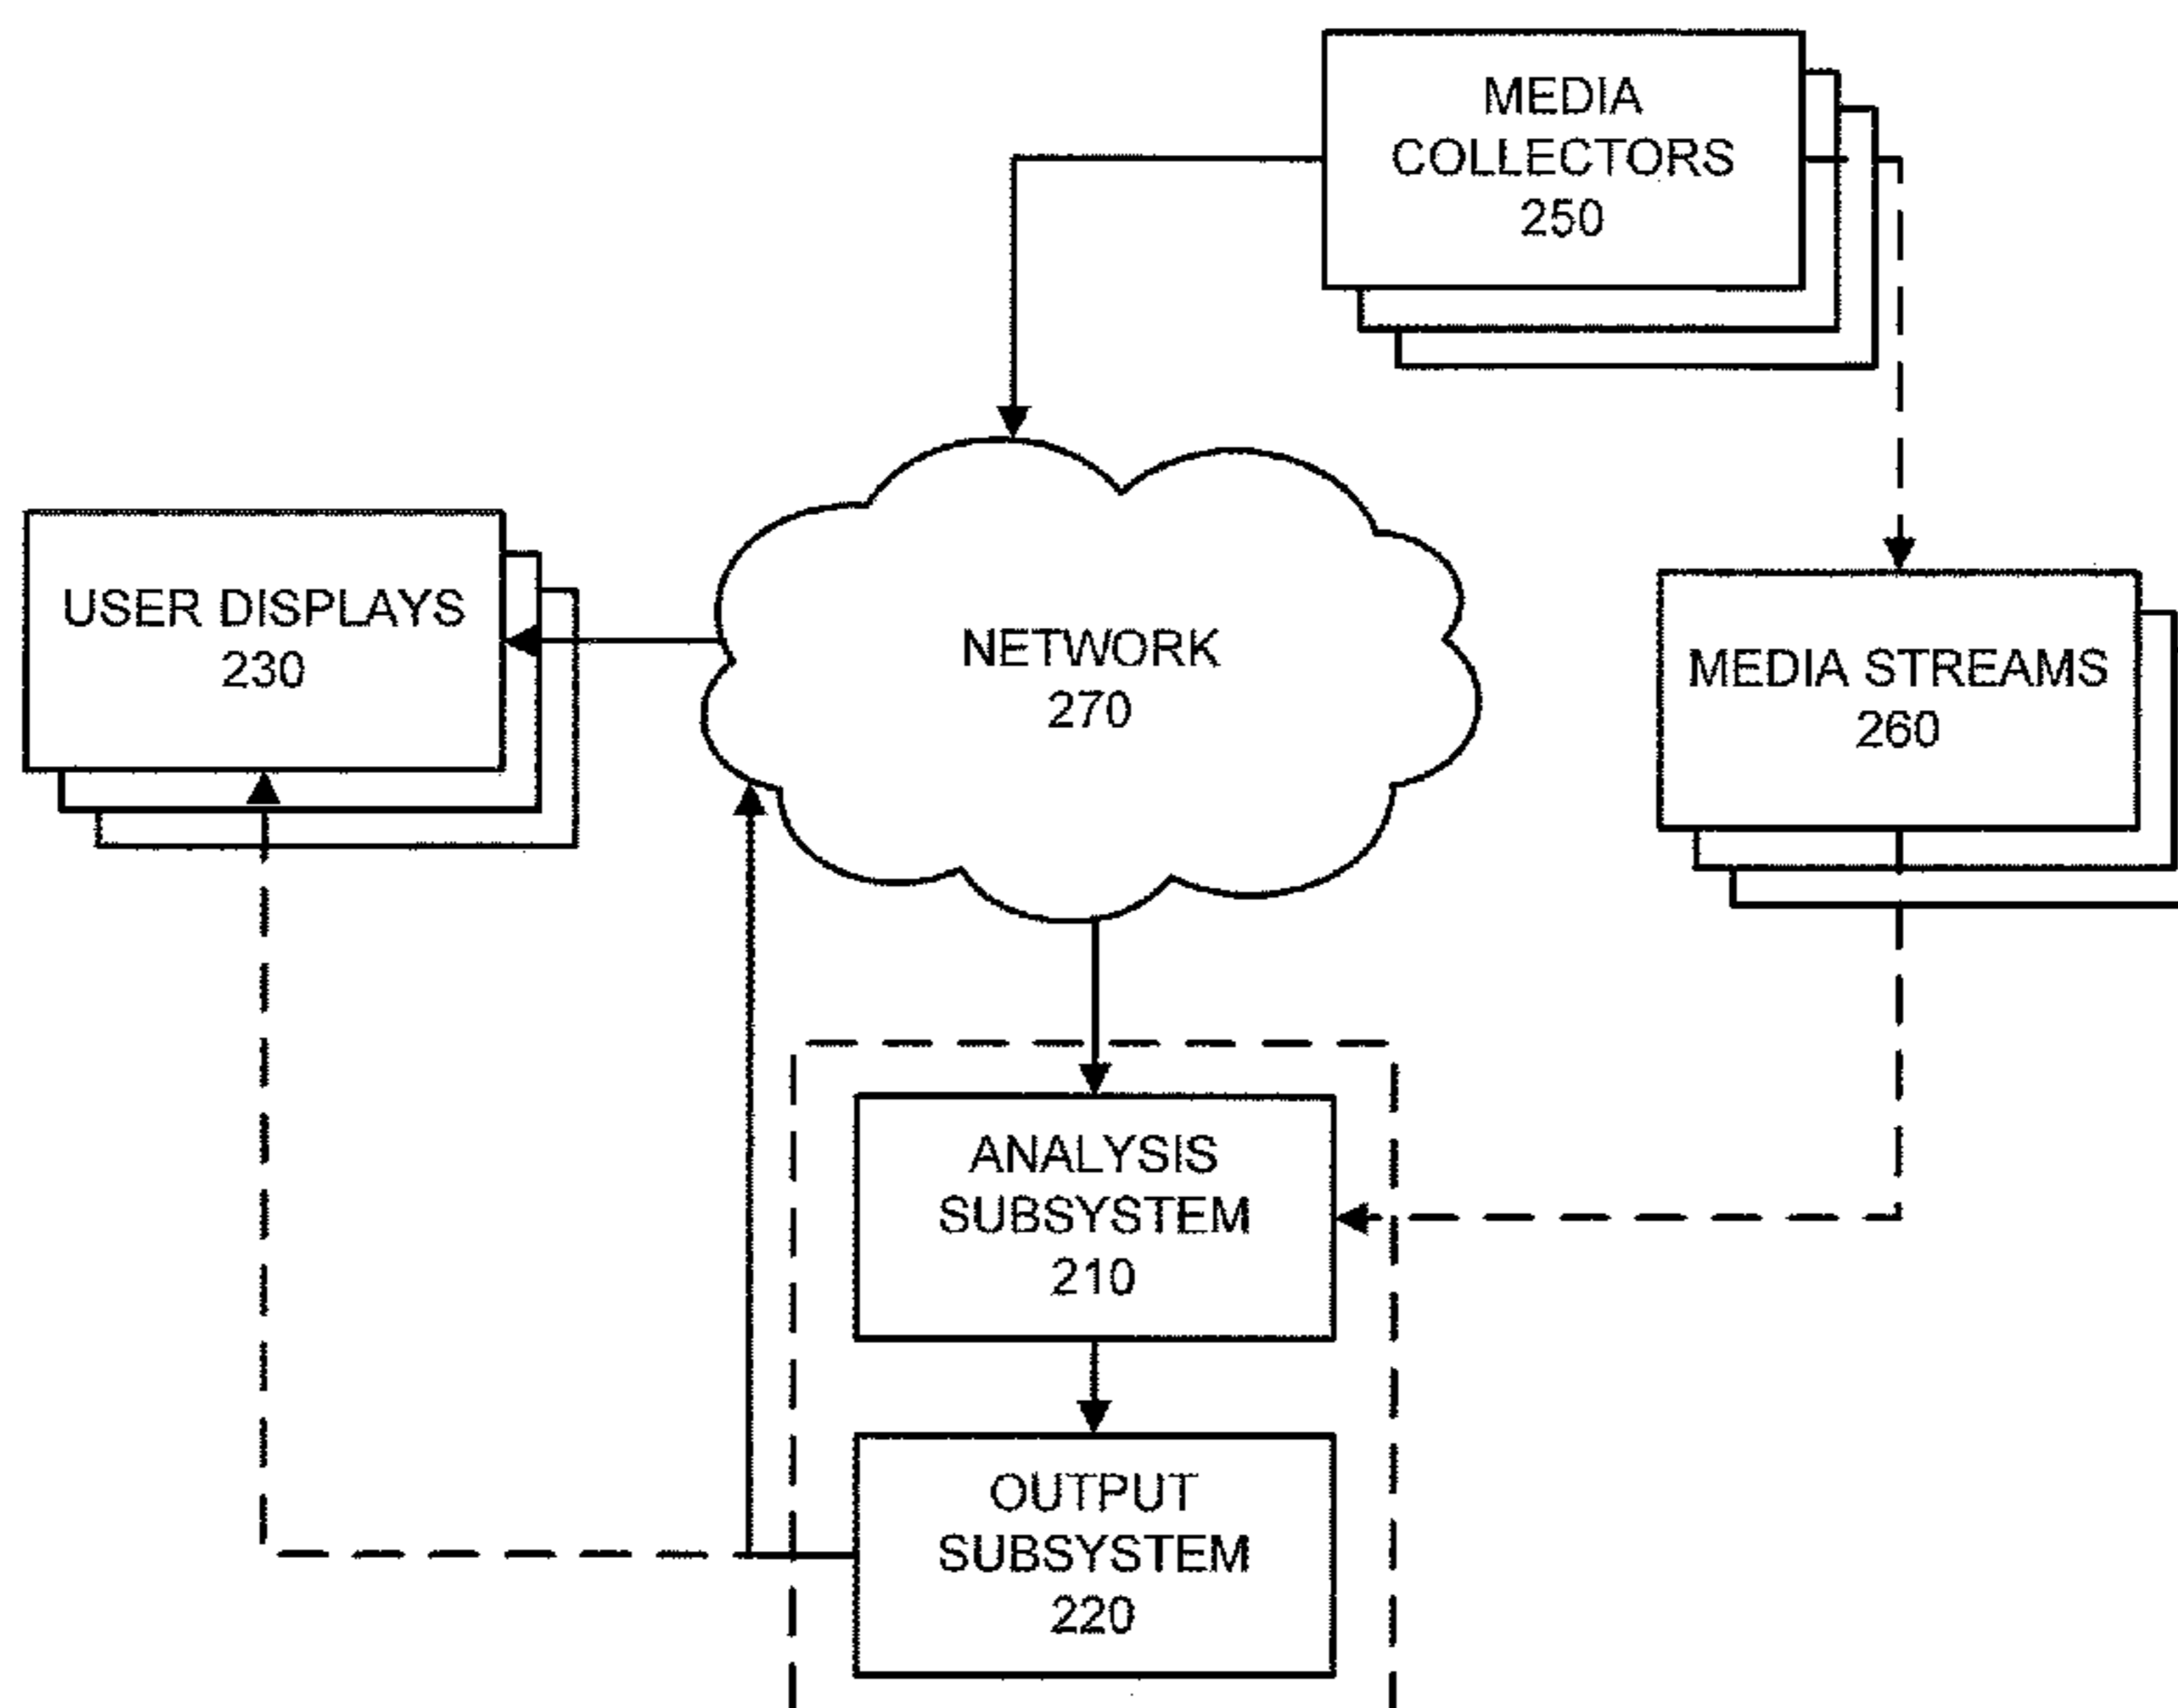 MEDIA
COLLECTORS
250
USER DISPLAYS
230
NETWORK
270
MEDIA STREAMS
260
ANALYSIS
SUBSYSTEM
210
OUTPUT
SUBSYSTEM
220